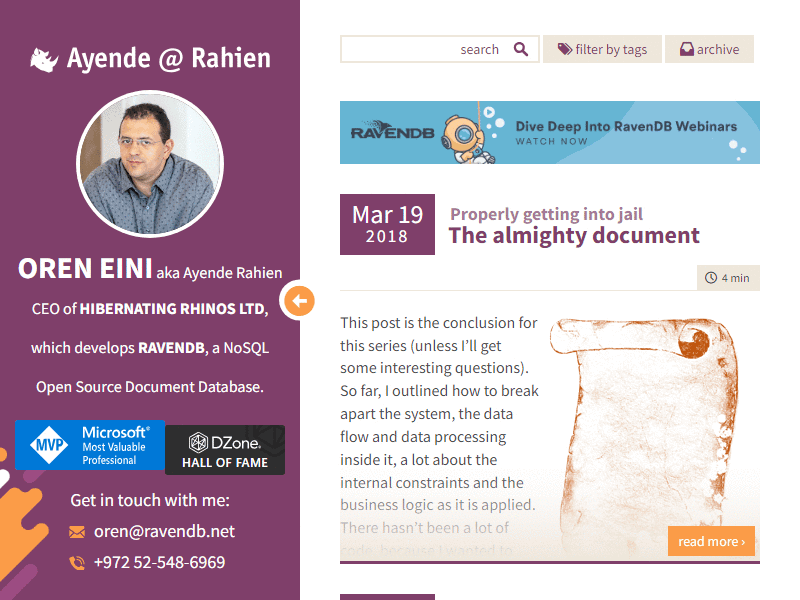 Ayende @ Rahien
OREN EINI aka Ayende Rahien
CEO of HIBERNATING RHINOS LTD,
which develops RAVENDB, a NoSQL
Open Source Document Database.
MVP
Microsoft®
Most Valuable
Professional
DZone.
HALL OF FAME
Get in touch with me:
oren@ravendb.net
+972 52-548-6969
search
filter by tags
archive
RAVENDB
Dive Deep Into RavenDB Webinars
WATCH NOW
Mar 19
2018
Properly getting into jail
The almighty document
4 min
This post is the conclusion for
this series (unless I’ll get
some interesting questions).
So far, I outlined how to break
apart the system, the data
flow and data processing
inside it, a lot about the
internal constraints and the
business logic as it is applied.
There hasn’t been a lot of
code, because I wanted to
read more ›